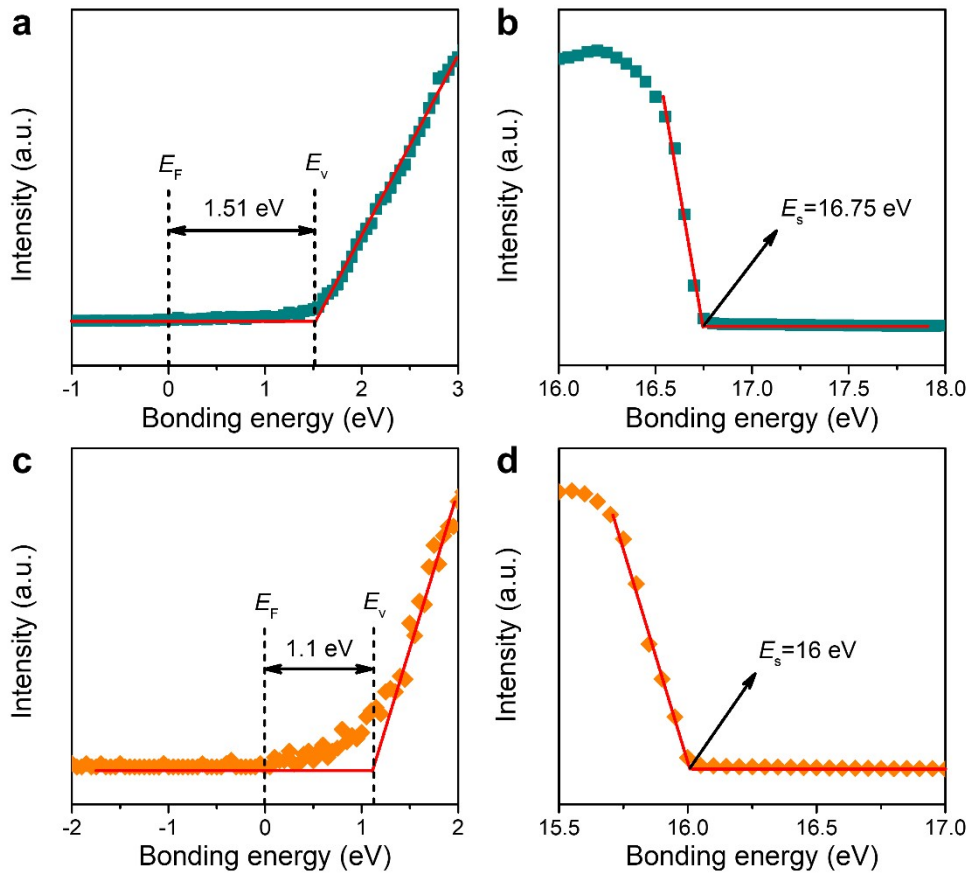 a
Intensity (a.u.)
E_F
E_v
1.51 eV
-1 0 1 2 3
Bonding energy (eV)
b
Intensity (a.u.)
E_s=16.75 eV
16.0 16.5 17.0 17.5 18.0
Bonding energy (eV)
c
Intensity (a.u.)
E_F
E_v
1.1 eV
-2 -1 0 1 2
Bonding energy (eV)
d
Intensity (a.u.)
E_s=16 eV
15.5 16.0 16.5 17.0
Bonding energy (eV)